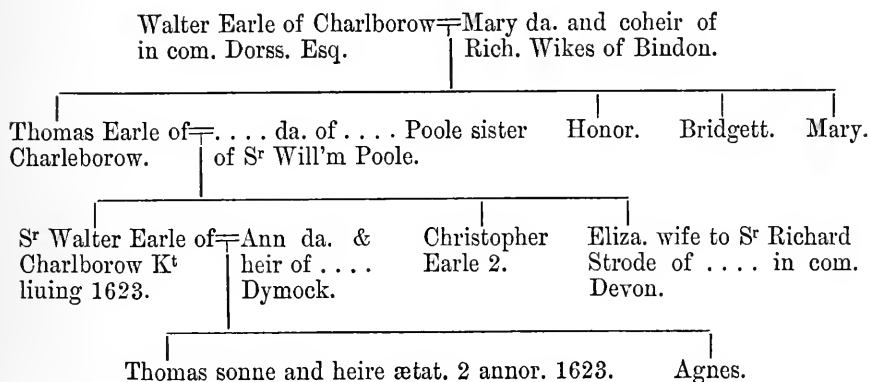 Walter Earle of Charlborow
in com. Dorss. Esq.
Mary da. and coheir of
Rich. Wikes of Bindon.
Thomas Earle of
Charleborow.
. . . . da. of . . . . Poole sister
of Sʳ Will'm Poole.
Honor.
Bridgett.
Mary.
Sʳ Walter Earle of
Charlborow Kᵗ
liuing 1623.
Ann da. &
heir of . . . .
Dymock.
Christopher
Earle 2.
Eliza. wife to Sʳ Richard
Strode of . . . . in com.
Devon.
Thomas sonne and heire ætat. 2 annor. 1623.
Agnes.